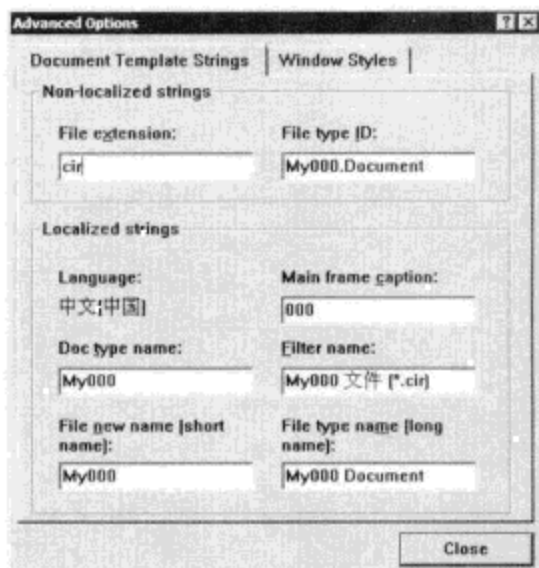 Advanced Options
Document Template Strings Window Styles
Non-localized strings
File extension: File type ID:
cir My000.Document
Localized strings
Language: Main frame caption:
中文[中国] 000
Doc type name: Filter name:
My000 My000 文件 (*.cir)
File new name (short File type name (long
name): name):
My000 My000 Document
Close